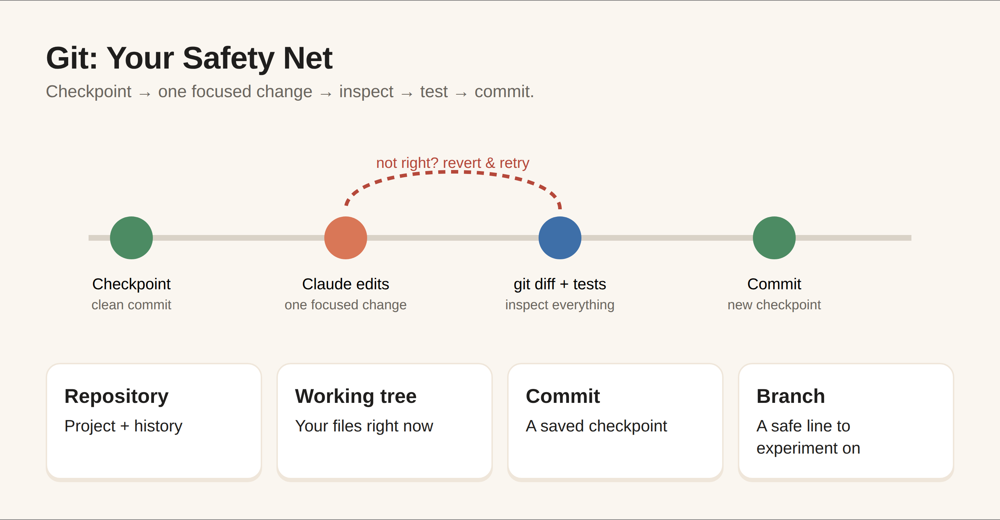 Git: Your Safety Net
Checkpoint → one focused change → inspect → test → commit.
not right? revert & retry
Checkpoint
clean commit
Claude edits
one focused change
git diff + tests
inspect everything
Commit
new checkpoint
Repository
Project + history
Working tree
Your files right now
Commit
A saved checkpoint
Branch
A safe line to
experiment on